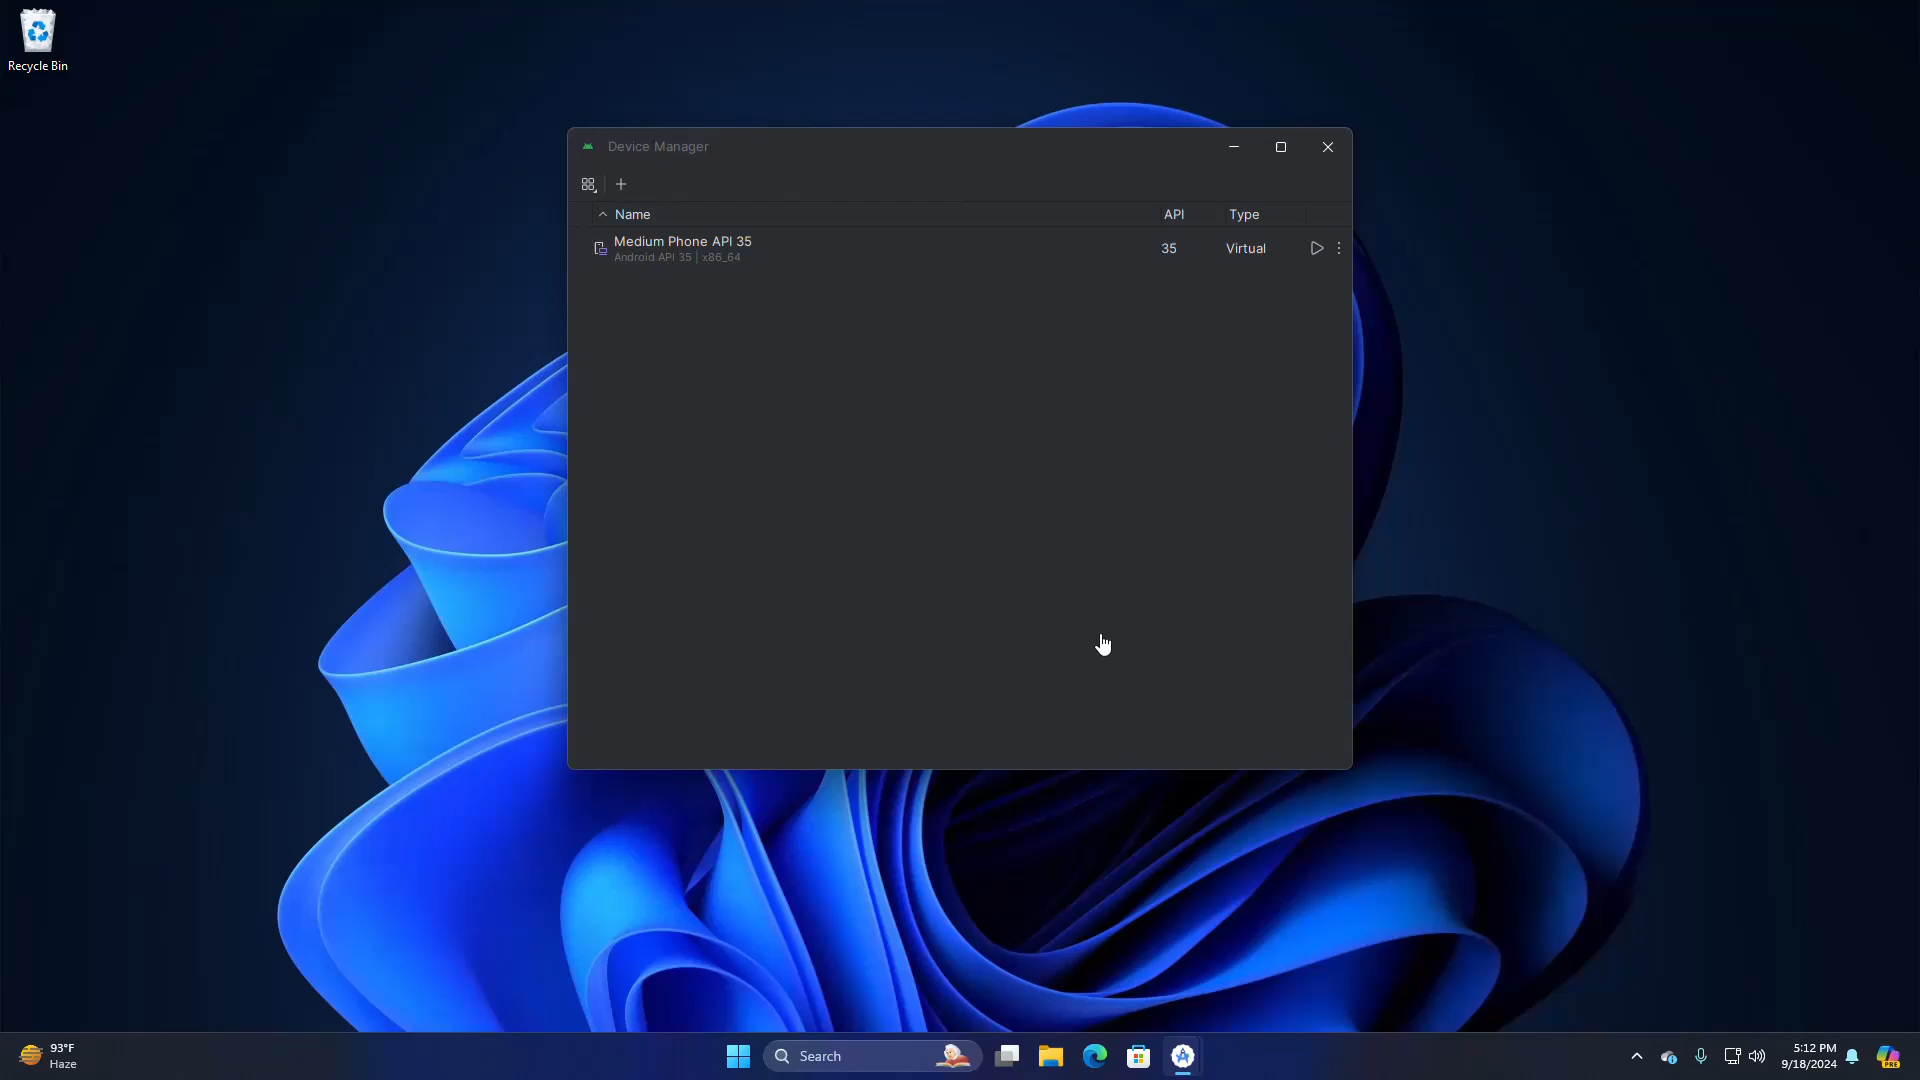 Recycle Bin
Device Manager
Name API Type
Medium Phone API 35 35 Virtual
Android API 35 | x86_64
93°F
Haze
Search
5:12 PM
9/18/2024
PRE